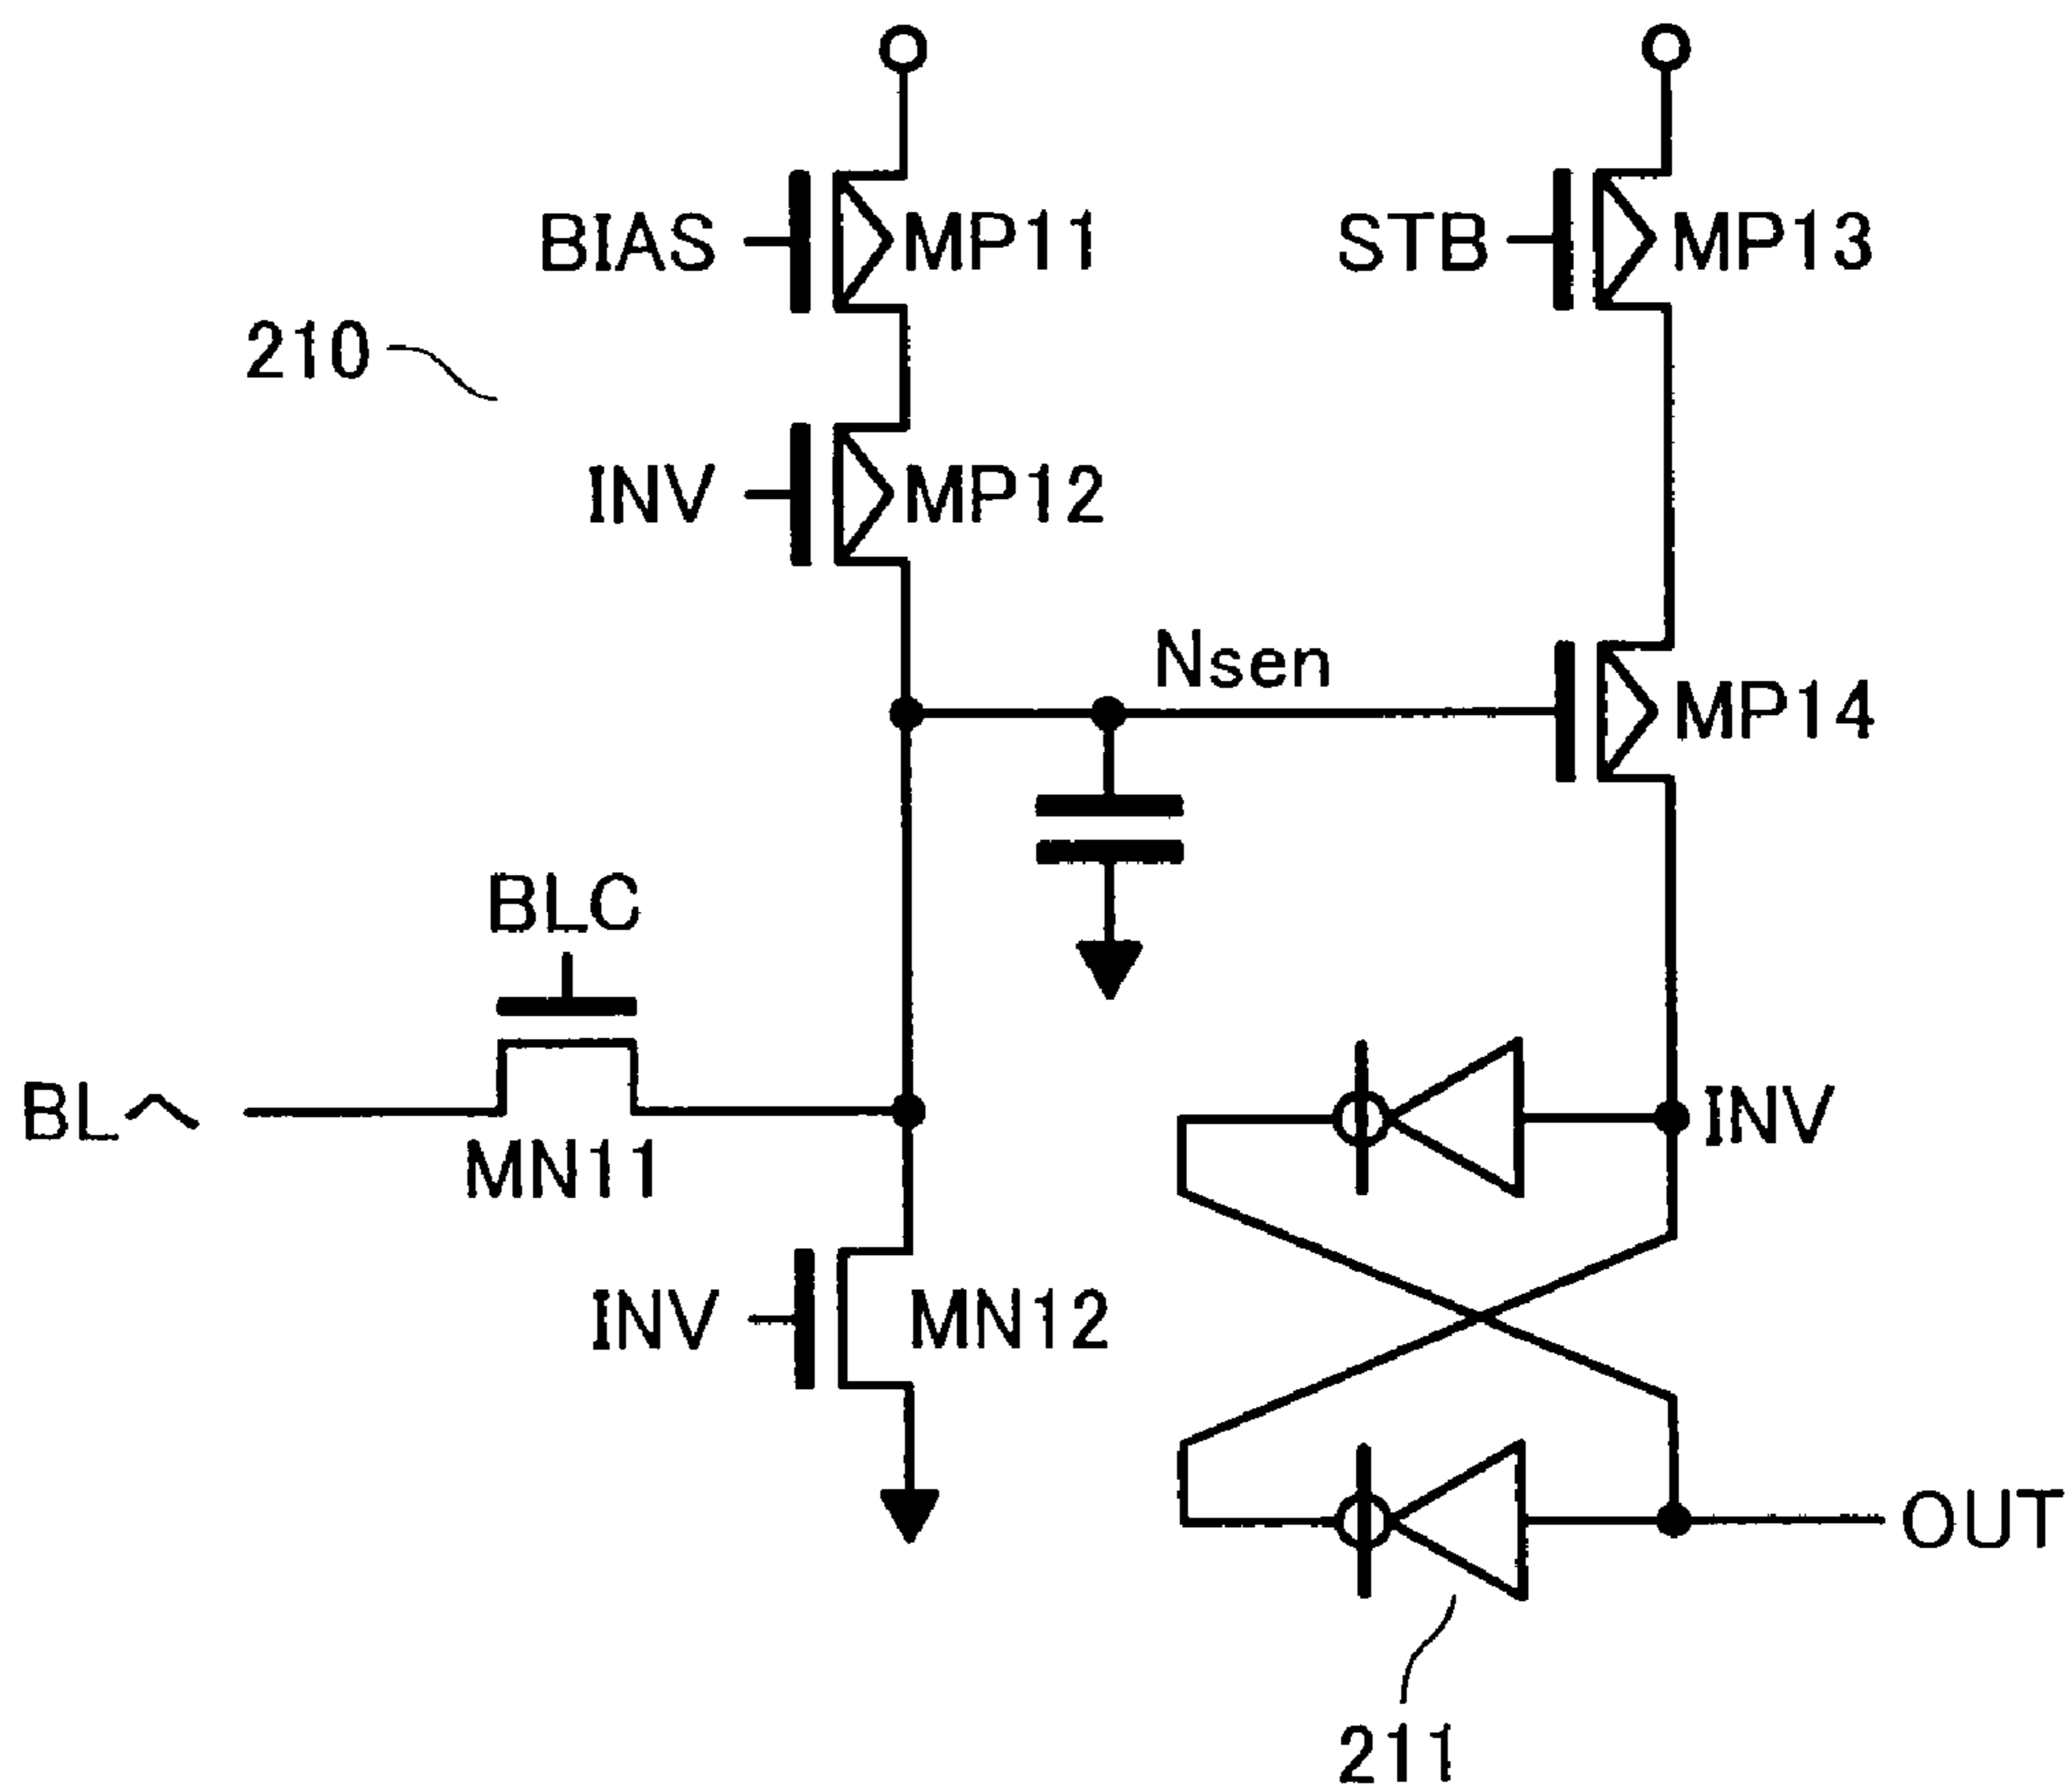 BIAS
MP11
STB
MP13
210
INV
MP12
Nsen
MP14
BLC
BLへ
MN11
INV
INV
MN12
OUT
211